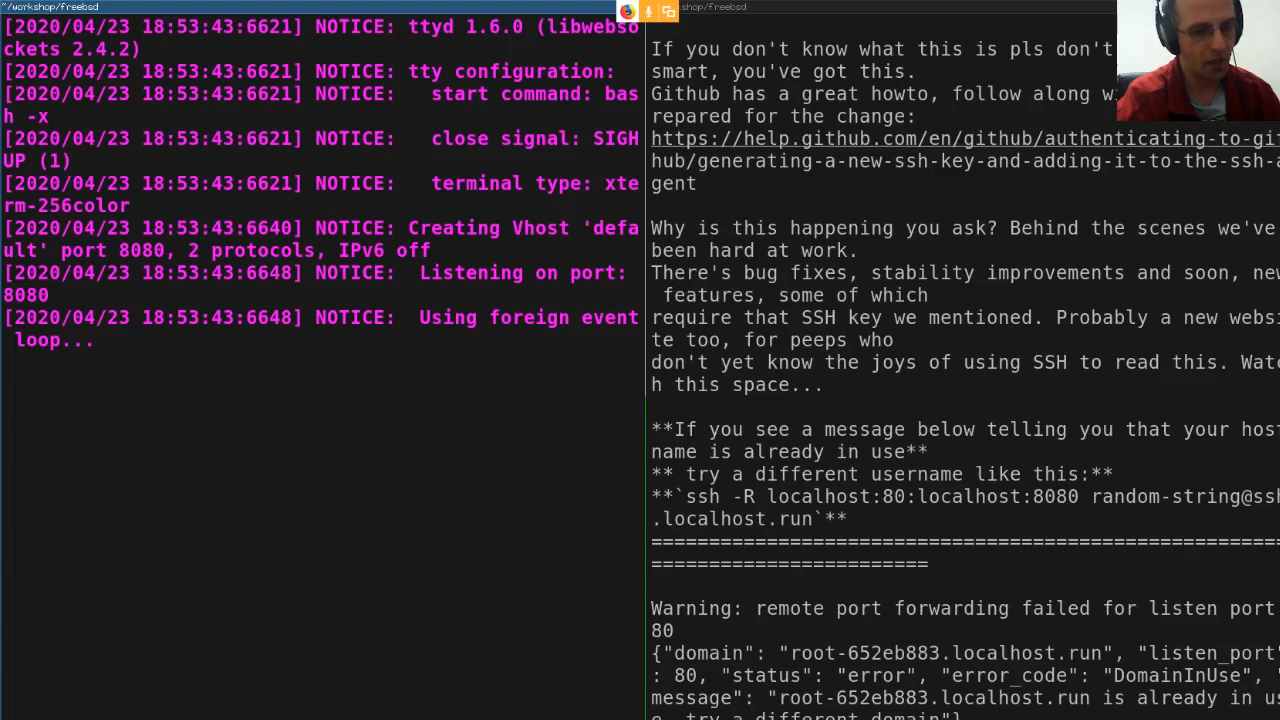 ~/workshop/freebsd
[2020/04/23 18:53:43:6621] NOTICE: ttyd 1.6.0 (libwebso
ckets 2.4.2)
[2020/04/23 18:53:43:6621] NOTICE: tty configuration:
[2020/04/23 18:53:43:6621] NOTICE:   start command: bas
h -x
[2020/04/23 18:53:43:6621] NOTICE:   close signal: SIGH
UP (1)
[2020/04/23 18:53:43:6621] NOTICE:   terminal type: xte
rm-256color
[2020/04/23 18:53:43:6640] NOTICE: Creating Vhost 'defa
ult' port 8080, 2 protocols, IPv6 off
[2020/04/23 18:53:43:6648] NOTICE:  Listening on port:
8080
[2020/04/23 18:53:43:6648] NOTICE:  Using foreign event
 loop...
shop/freebsd
If you don't know what this is pls don't
smart, you've got this.
Github has a great howto, follow along
repared for the change:
https://help.github.com/en/github/authenticating-to-gi
hub/generating-a-new-ssh-key-and-adding-it-to-the-ssh-a
gent
Why is this happening you ask? Behind the scenes we've
been hard at work.
There's bug fixes, stability improvements and soon, new
 features, some of which
require that SSH key we mentioned. Probably a new websi
te too, for peeps who
don't yet know the joys of using SSH to read this. Wat
h this space...
**If you see a message below telling you that your host
name is already in use**
** try a different username like this:**
**`ssh -R localhost:80:localhost:8080 random-string@ssh
.localhost.run`**
=======================================================
========================
Warning: remote port forwarding failed for listen port
80
{"domain": "root-652eb883.localhost.run", "listen_port"
: 80, "status": "error", "error_code": "DomainInUse", "
message": "root-652eb883.localhost.run is already in us
e, try a different domain"}